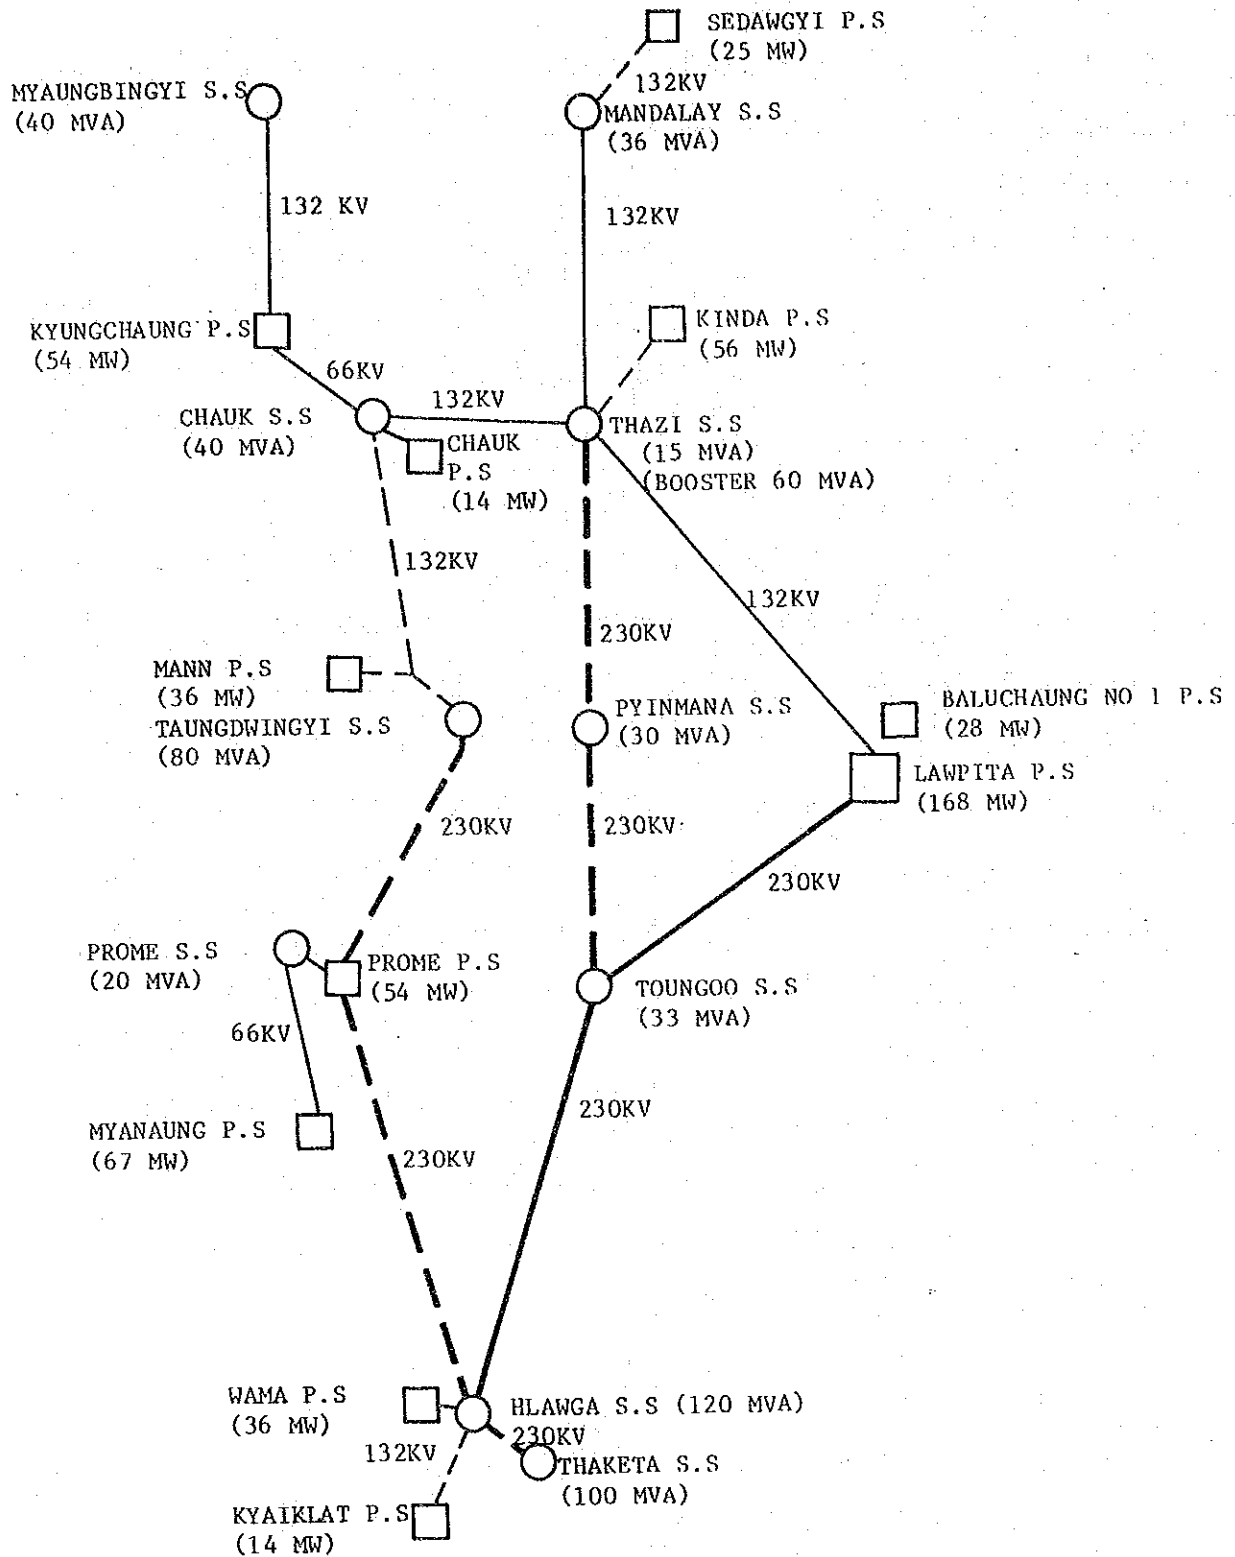 SEDAWGYI P.S
(25 MW)
132KV
MYAUNGBINGYI S.S
(40 MVA)
MANDALAY S.S
(36 MVA)
132 KV
132KV
KYUNGCHAUNG P.S
(54 MW)
KINDA P.S
(56 MW)
66KV
132KV
CHAUK S.S
(40 MVA)
THAZI S.S
(15 MVA)
(BOOSTER 60 MVA)
CHAUK
P.S
(14 MW)
132KV
132KV
230KV
MANN P.S
(36 MW)
TAUNGDWINGYI S.S
(80 MVA)
PYINMANA S.S
(30 MVA)
BALUCHAUNG NO 1 P.S
(28 MW)
LAWPITA P.S
(168 MW)
230KV
230KV
230KV
PROME S.S
(20 MVA)
PROME P.S
(54 MW)
TOUNGOO S.S
(33 MVA)
66KV
230KV
MYANAUNG P.S
(67 MW)
230KV
WAMA P.S
(36 MW)
HLAWGA S.S (120 MVA)
230KV
132KV
THAKETA S.S
(100 MVA)
KYAIKLAT P.S
(14 MW)